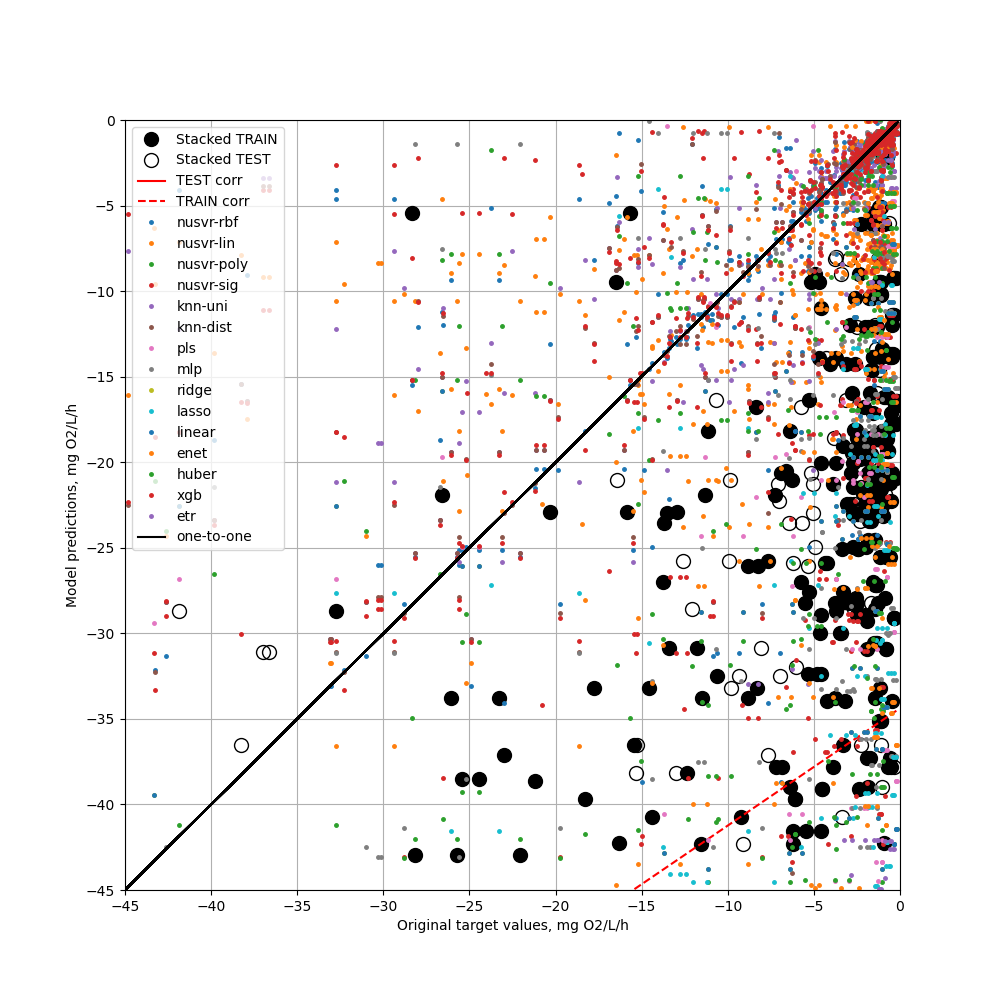 0
−5
−10
−15
−20
−25
−30
−35
−40
−45
−45
−40
−35
−30
−25
−20
−15
−10
−5
0
Model predictions, mg O2/L/h
Original target values, mg O2/L/h
Stacked TRAIN
Stacked TEST
TEST corr
TRAIN corr
nusvr-rbf
nusvr-lin
nusvr-poly
nusvr-sig
knn-uni
knn-dist
pls
mlp
ridge
lasso
linear
enet
huber
xgb
etr
one-to-one